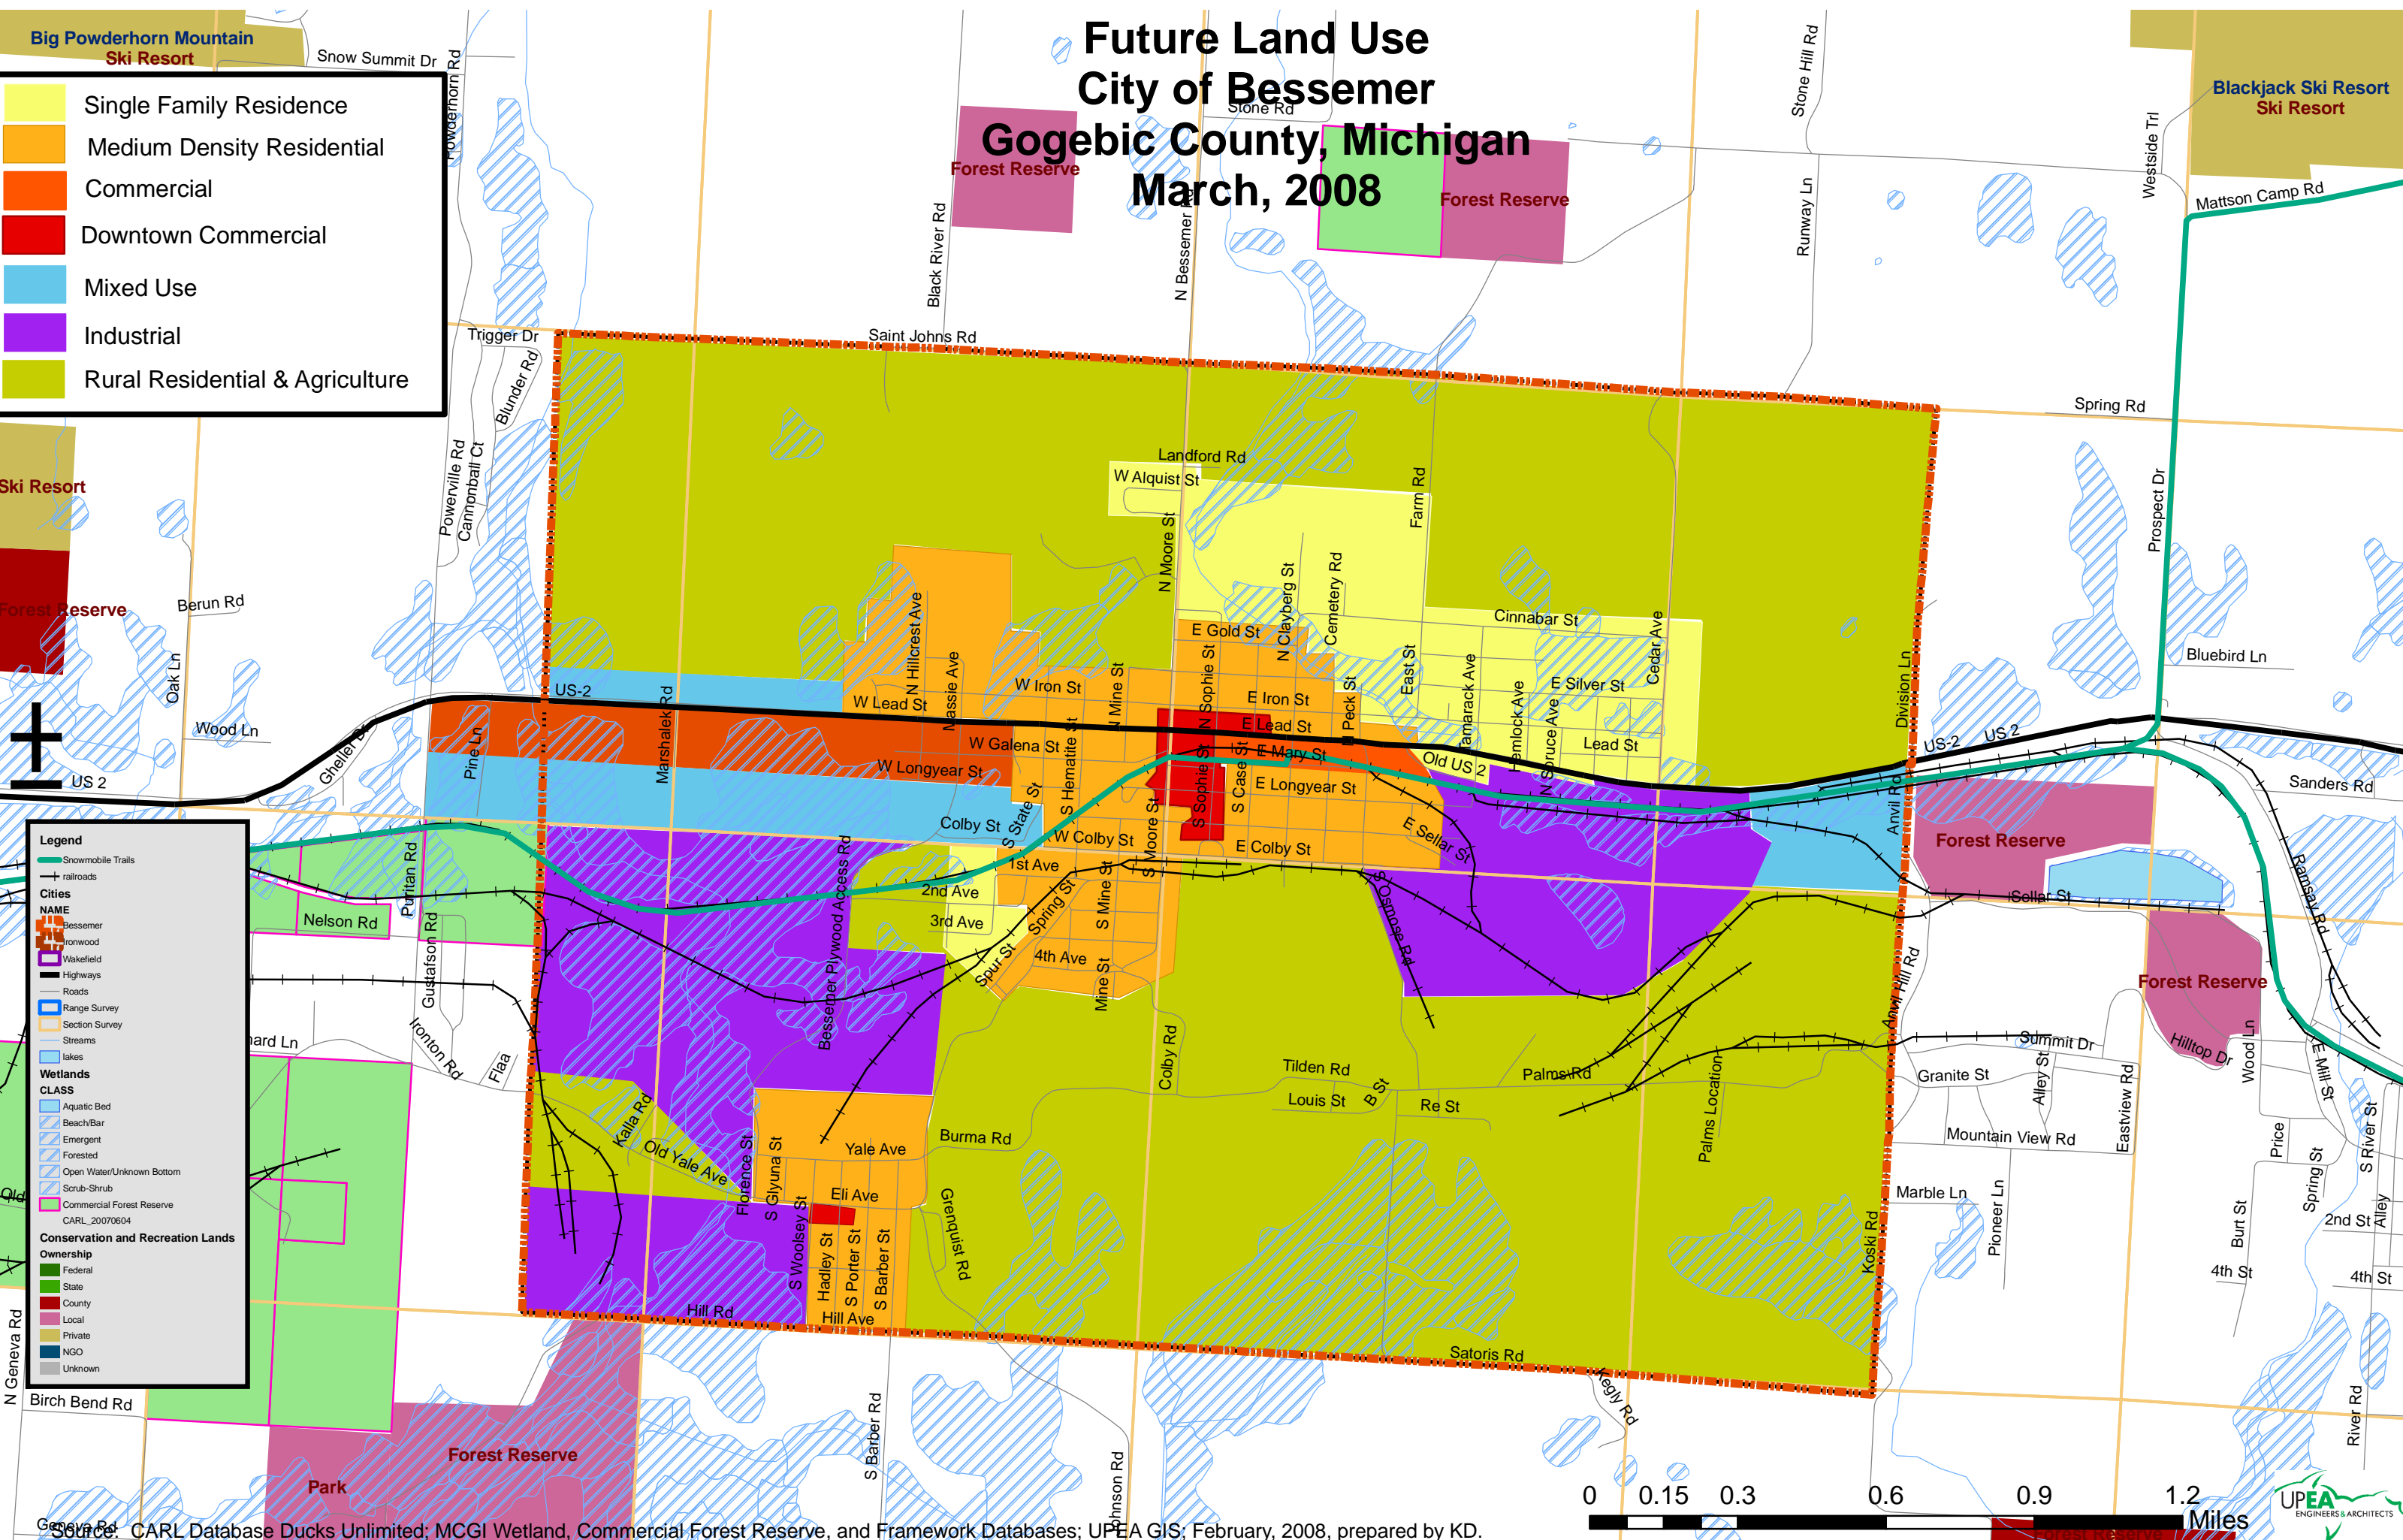 Future Land Use
City of Bessemer
Gogebic County, Michigan
March, 2008
Big Powderhorn Mountain
Ski Resort
Snow Summit Dr
Powderhorn Rd
Single Family Residence
Medium Density Residential
Commercial
Downtown Commercial
Mixed Use
Industrial
Rural Residential & Agriculture
Stone Rd
Forest Reserve
Forest Reserve
Black River Rd
N Bessemer Rd
Stone Hill Rd
Runway Ln
Westside Trl
Blackjack Ski Resort
Ski Resort
Mattson Camp Rd
Trigger Dr
Blunder Rd
Saint Johns Rd
Spring Rd
Powerville Rd
Cannonball Ct
Ski Resort
Forest Reserve
Berun Rd
Oak Ln
Wood Ln
Gheller Dr
US 2
Pine Ln
US-2
Marshalek Rd
Landford Rd
W Alquist St
N Moore St
Farm Rd
Prospect Dr
N Clayberg St
Cemetery Rd
Cinnabar St
Cedar Ave
E Gold St
N Hillcrest Ave
Massie Ave
W Iron St
N Mine St
N Sophie St
E Iron St
N Peck St
East St
Tamarack Ave
Hemlock Ave
N Spruce Ave
E Silver St
Division Ln
Bluebird Ln
W Lead St
E Lead St
Lead St
W Galena St
E Mary St
Old US 2
US-2
US 2
W Longyear St
S Hematite St
S Sophie St
S Case St
E Longyear St
Sanders Rd
Colby St
S State St
W Colby St
S Moore St
E Colby St
E Sellar St
Anvil Rd
Forest Reserve
Ramsay Rd
1st Ave
2nd Ave
3rd Ave
4th Ave
Spring St
Spur St
S Mine St
Mine St
S Osmose Rd
Sellar St
Nelson Rd
Puritan Rd
Gustafson Rd
Bessemer Plywood Access Rd
Anvil Hill Rd
Forest Reserve
Ironton Rd
Flaa
Colby Rd
Tilden Rd
Louis St
B St
Re St
Palms Rd
Palms Location
Summit Dr
Granite St
Alley St
Eastview Rd
Hilltop Dr
Wood Ln
E Mill St
Mountain View Rd
Price
Spring St
S River St
Kalla Rd
Old Yale Ave
Florence St
S Glyuna St
Yale Ave
Burma Rd
Eli Ave
S Woolsey St
Hadley St
S Porter St
S Barber St
Grenquist Rd
Hill Rd
Hill Ave
Koski Rd
Marble Ln
Pioneer Ln
Burt St
2nd St
Alley
4th St
4th St
Satoris Rd
Legend
Snowmobile Trails
railroads
Cities
NAME
Bessemer
Ironwood
Wakefield
Highways
Roads
Range Survey
Section Survey
Streams
lakes
Wetlands
CLASS
Aquatic Bed
Beach/Bar
Emergent
Forested
Open Water/Unknown Bottom
Scrub-Shrub
Commercial Forest Reserve
CARL_20070604
Conservation and Recreation Lands
Ownership
Federal
State
County
Local
Private
NGO
Unknown
nard Ln
Old
N Geneva Rd
Birch Bend Rd
Forest Reserve
Park
S Barber Rd
Johnson Rd
River Rd
Geneva Rd
Source: CARL Database Ducks Unlimited; MCGI Wetland, Commercial Forest Reserve, and Framework Databases; UPEA GIS; February, 2008, prepared by KD.
0 0.15 0.3 0.6 0.9 1.2
Miles
Forest Reserve
UPEA
ENGINEERS & ARCHITECTS